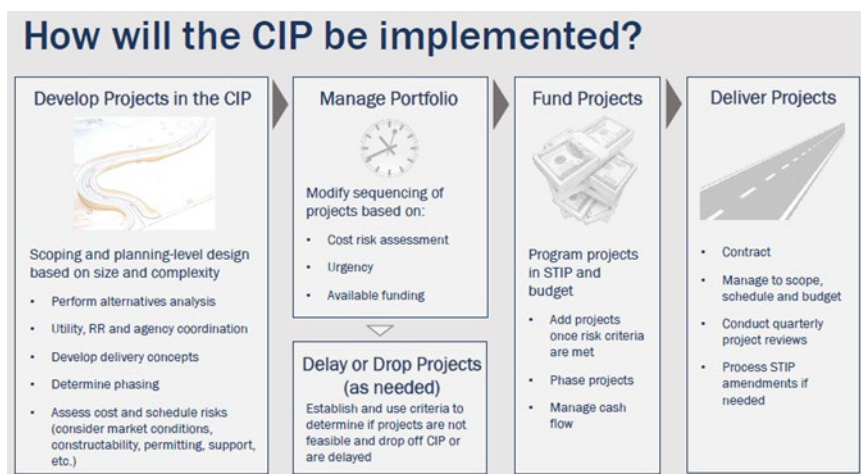 How will the CIP be implemented?
Develop Projects in the CIP
Scoping and planning-level design
based on size and complexity
• Perform alternatives analysis
• Utility, RR and agency coordination
• Develop delivery concepts
• Determine phasing
• Assess cost and schedule risks
(consider market conditions,
constructability, permitting, support,
etc.)
Manage Portfolio
Modify sequencing of
projects based on:
• Cost risk assessment
• Urgency
• Available funding
Delay or Drop Projects
(as needed)
Establish and use criteria to
determine if projects are not
feasible and drop off CIP or
are delayed
Fund Projects
Program projects
in STIP and
budget
• Add projects
once risk criteria
are met
• Phase projects
• Manage cash
flow
Deliver Projects
• Contract
• Manage to scope,
schedule and budget
• Conduct quarterly
project reviews
• Process STIP
amendments if
needed